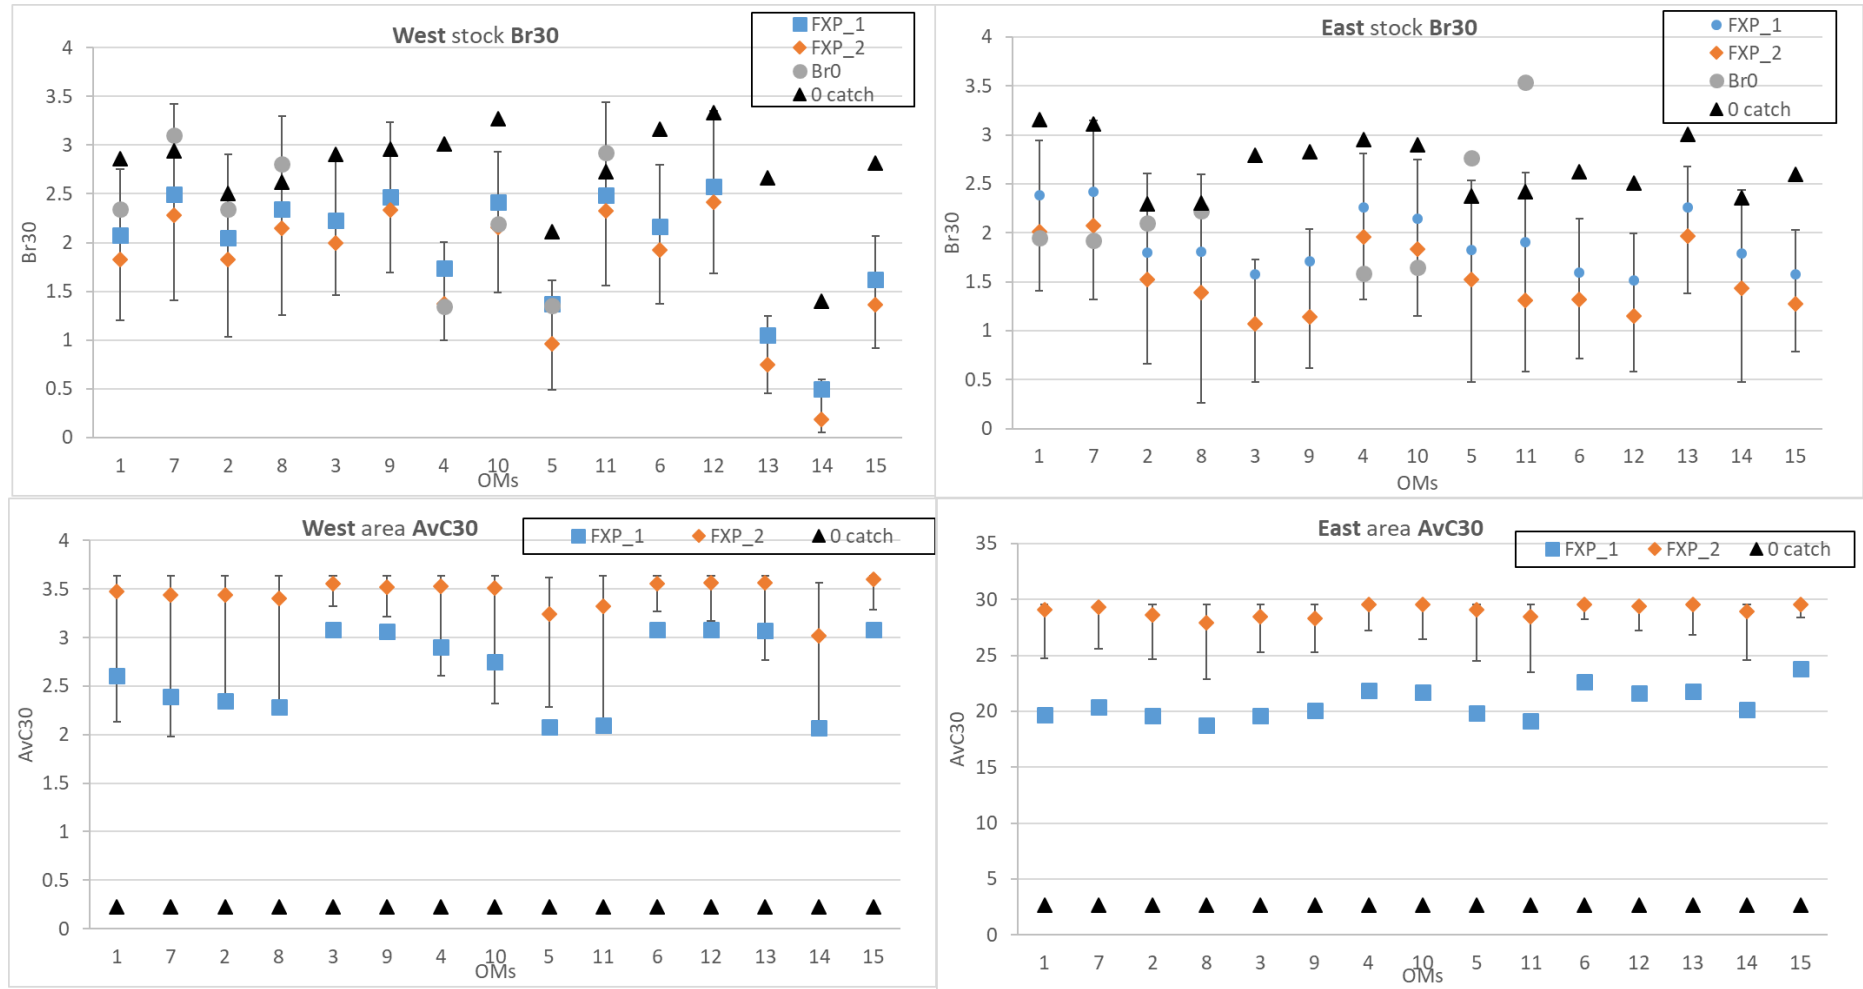 West stock Br30
FXP_1
FXP_2
Br0
0 catch
4
3.5
3
2.5
2
1.5
1
0.5
0
Br30
1 7 2 8 3 9 4 10 5 11 6 12 13 14 15
OMs
East stock Br30
FXP_1
FXP_2
Br0
0 catch
4
3.5
3
2.5
2
1.5
1
0.5
0
Br30
1 7 2 8 3 9 4 10 5 11 6 12 13 14 15
OMs
West area AvC30
FXP_1 FXP_2 0 catch
4
3.5
3
2.5
2
1.5
1
0.5
0
AvC30
1 7 2 8 3 9 4 10 5 11 6 12 13 14 15
OMs
East area AvC30
FXP_1 FXP_2 0 catch
35
30
25
20
15
10
5
0
AvC30
1 7 2 8 3 9 4 10 5 11 6 12 13 14 15
OMs